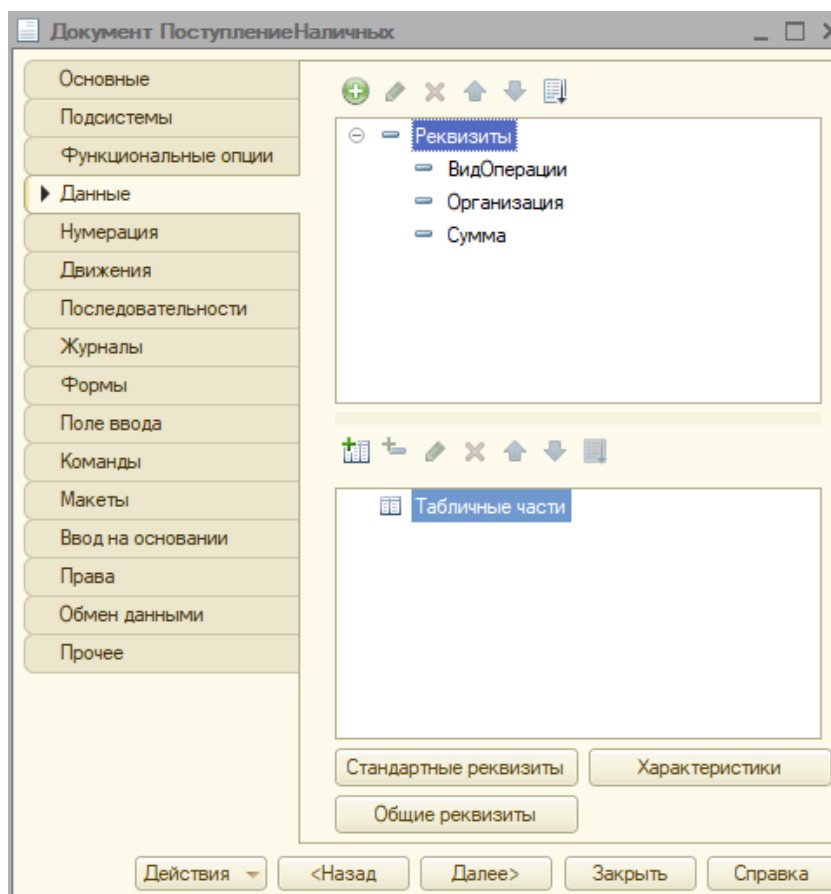 Документ ПоступлениеНаличных
Основные
Подсистемы
Функциональные опции
Данные
Нумерация
Движения
Последовательности
Журналы
Формы
Поле ввода
Команды
Макеты
Ввод на основании
Права
Обмен данными
Прочее
Реквизиты
ВидОперации
Организация
Сумма
Табличные части
Стандартные реквизиты
Характеристики
Общие реквизиты
Действия
<Назад
Далее>
Закрыть
Справка